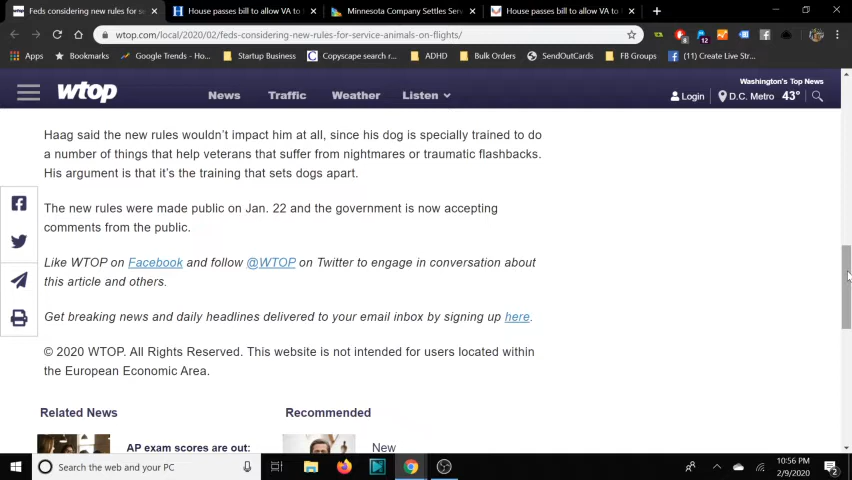 Feds considering new rules for se
House passes bill to allow VA to
Minnesota Company Settles Serv
House passes bill to allow VA to
wtop.com/local/2020/02/feds-considering-new-rules-for-service-animals-on-flights/
Apps
Bookmarks
Google Trends - Ho...
Startup Business
Copyscape search r...
ADHD
Bulk Orders
SendOutCards
FB Groups
(11) Create Live Str...
wtop
News
Traffic
Weather
Listen
Washington's Top News
Login
D.C. Metro 43°
Haag said the new rules wouldn't impact him at all, since his dog is specially trained to do
a number of things that help veterans that suffer from nightmares or traumatic flashbacks.
His argument is that it's the training that sets dogs apart.
The new rules were made public on Jan. 22 and the government is now accepting
comments from the public.
Like WTOP on Facebook and follow @WTOP on Twitter to engage in conversation about
this article and others.
Get breaking news and daily headlines delivered to your email inbox by signing up here.
© 2020 WTOP. All Rights Reserved. This website is not intended for users located within
the European Economic Area.
Related News
Recommended
AP exam scores are out:
New
Search the web and your PC
10:56 PM
2/9/2020